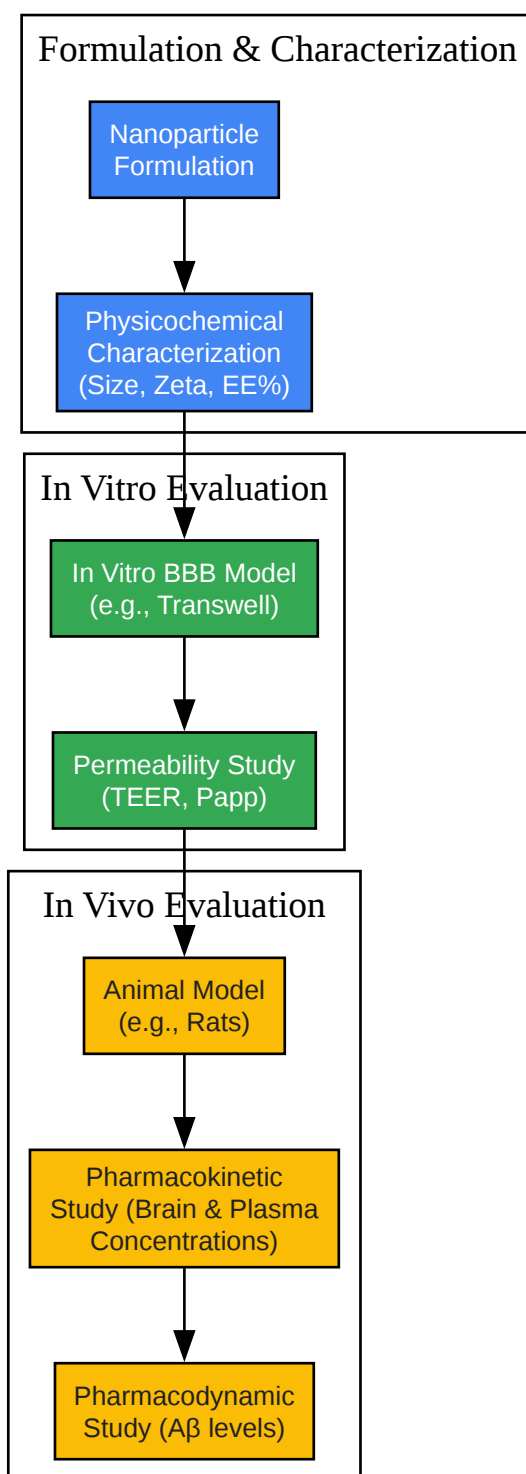 Formulation & Characterization
Nanoparticle
Formulation
Physicochemical
Characterization
(Size, Zeta, EE%)
In Vitro Evaluation
In Vitro BBB Model
(e.g., Transwell)
Permeability Study
(TEER, Papp)
In Vivo Evaluation
Animal Model
(e.g., Rats)
Pharmacokinetic
Study (Brain & Plasma
Concentrations)
Pharmacodynamic
Study (Aβ levels)